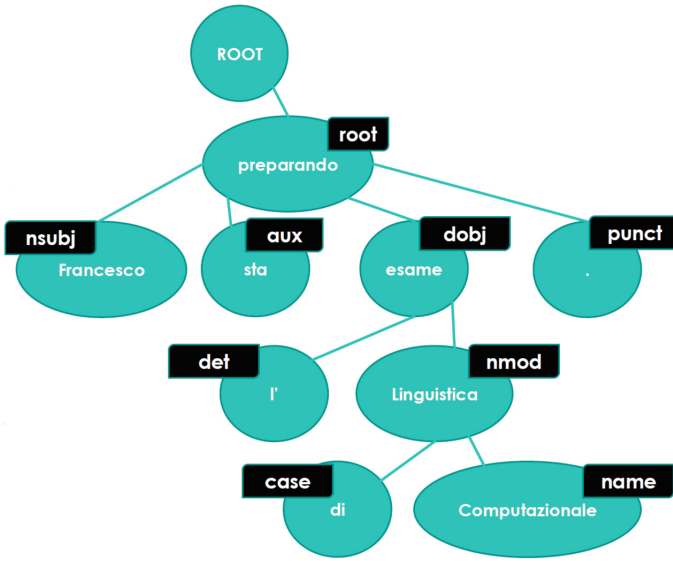 ROOT
root
preparando
nsubj
Francesco
aux
sta
dobj
esame
punct
.
det
l'
nmod
Linguistica
case
di
name
Computazionale